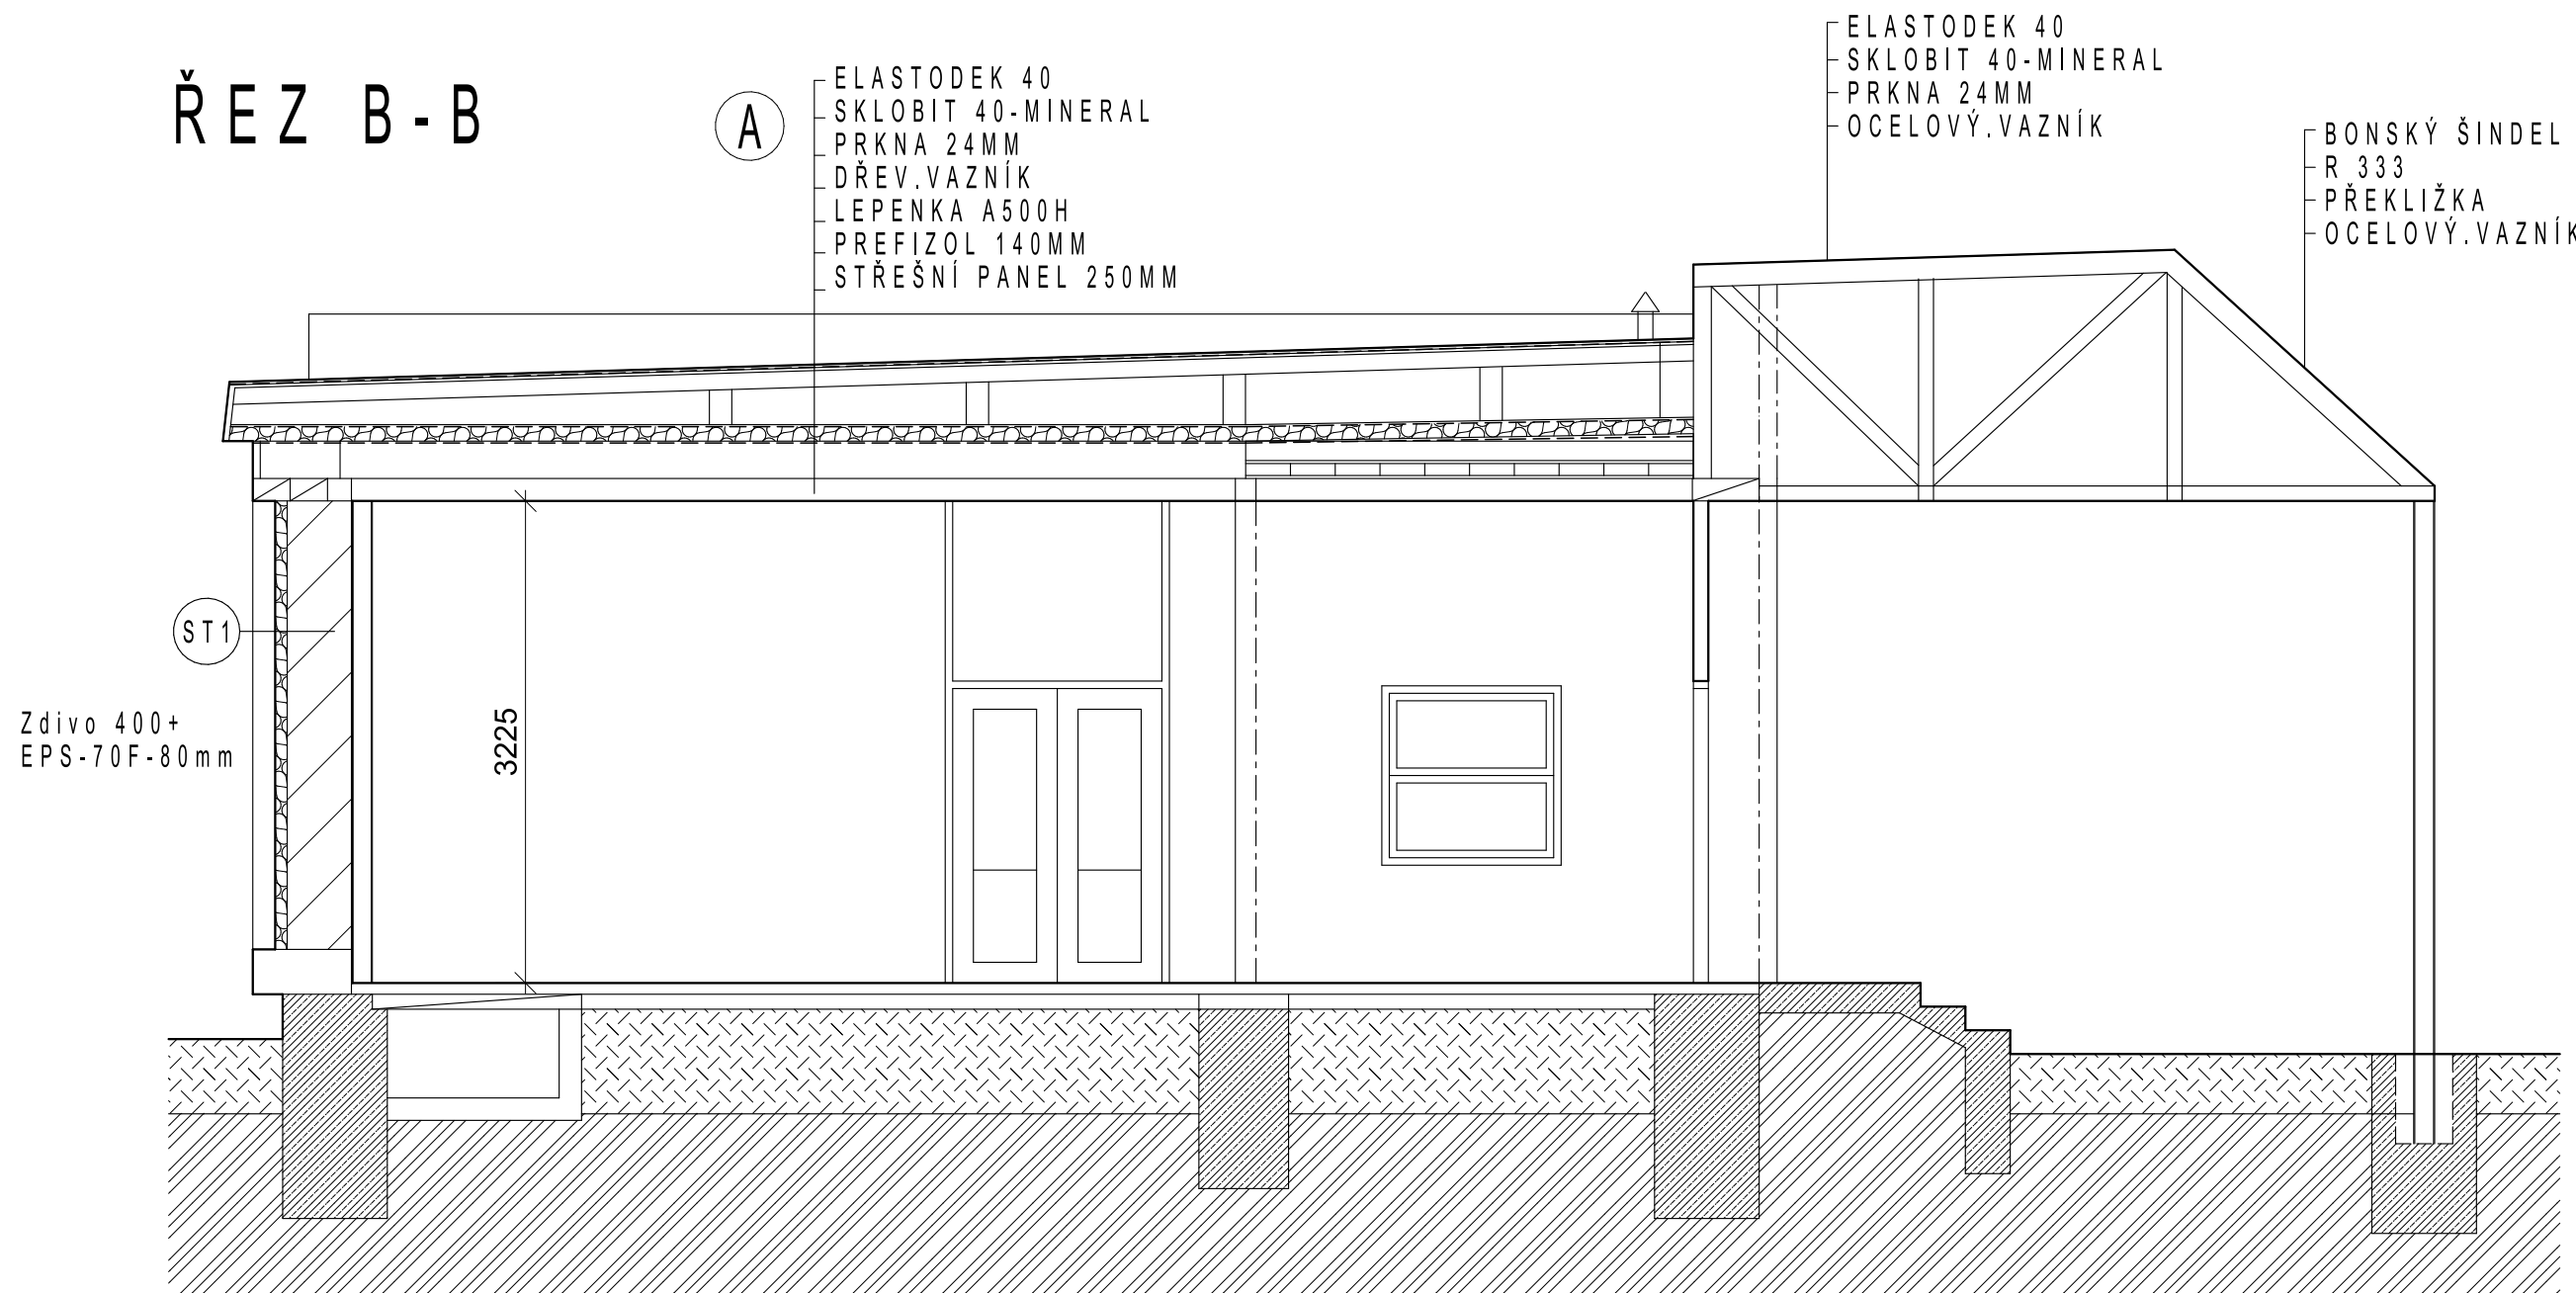 ŘEZ B-B
A
ELASTODEK 40
SKLOBIT 40-MINERAL
PRKNA 24MM
DŘEV.VAZNÍK
LEPENKA A500H
PREFIZOL 140MM
STŘEŠNÍ PANEL 250MM
ELASTODEK 40
SKLOBIT 40-MINERAL
PRKNA 24MM
OCELOVÝ.VAZNÍK
BONSKÝ ŠINDEL
R 333
PŘEKLIŽKA
OCELOVÝ.VAZNÍK
ST1
Zdivo 400+
EPS-70F-80mm
3225